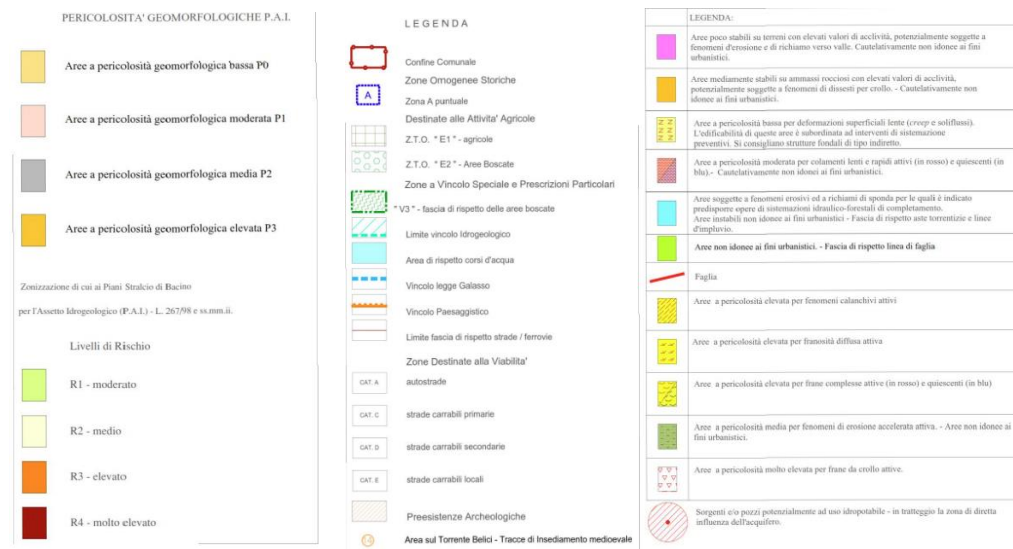 PERICOLOSITA' GEOMORFOLOGICHE P.A.I.
Aree a pericolosità geomorfologica bassa P0
Aree a pericolosità geomorfologica moderata P1
Aree a pericolosità geomorfologica media P2
Aree a pericolosità geomorfologica elevata P3
Zonizzazione di cui ai Piani Stralcio di Bacino
per l'Assetto Idrogeologico (P.A.I.) - L. 267/98 e ss.mm.ii.
Livelli di Rischio
R1 - moderato
R2 - medio
R3 - elevato
R4 - molto elevato
LEGENDA
Confine Comunale
Zone Omogenee Storiche
A
Zona A puntuale
Destinate alle Attivita' Agricole
Z.T.O. "E1" - agricole
Z.T.O. "E2" - Aree Boscate
Zone a Vincolo Speciale e Prescrizioni Particolari
"V3" - fascia di rispetto delle aree boscate
Limite vincolo Idrogeologico
Area di rispetto corsi d'acqua
Vincolo legge Galasso
Vincolo Paesaggistico
Limite fascia di rispetto strade / ferrovie
Zone Destinate alla Viabilita'
CAT. A autostrade
CAT. C strade carrabili primarie
CAT. D strade carrabili secondarie
CAT. E strade carrabili locali
Preesistenze Archeologiche
Area sul Torrente Belici - Tracce di Insediamento medioevale
LEGENDA:
Aree poco stabili su terreni con elevati valori di acclività, potenzialmente soggette a
fenomeni d'erosione e di richiamo verso valle. Cautelativamente non idonee ai fini
urbanistici.
Aree mediamente stabili su ammassi rocciosi con elevati valori di acclività,
potenzialmente soggette a fenomeni di dissesti per crollo. - Cautelativamente non
idonee ai fini urbanistici.
Aree a pericolosità bassa per deformazioni superficiali lente (creep e soliflussi).
L'edificabilità di queste aree è subordinata ad interventi di sistemazione
preventivi. Si consigliano strutture fondali di tipo indiretto.
Aree a pericolosità moderata per colamenti lenti e rapidi attivi (in rosso) e quiescenti (in
blu).- Cautelativamente non idonei ai fini urbanistici.
Aree soggette a fenomeni erosivi ed a richiami di sponda per le quali è indicato
predisporre opere di sistemazioni idraulico-forestali di completamento.
Aree instabili non idonee ai fini urbanistici - Fascia di rispetto aste torrentizie e linee
d'impluvio.
Aree non idonee ai fini urbanistici. - Fascia di rispetto linea di faglia
Faglia
Aree a pericolosità elevata per fenomeni calanchivi attivi
Aree a pericolosità elevata per franosità diffusa attiva
Aree a pericolosità elevata per frane complesse attive (in rosso) e quiescenti (in blu)
Aree a pericolosità media per fenomeni di erosione accelerata attiva. - Aree non idonee ai
fini urbanistici.
Aree a pericolosità molto elevata per frane da crollo attive.
Sorgenti e/o pozzi potenzialmente ad uso idropotabile - in tratteggio la zona di diretta
influenza dell'acquifero.